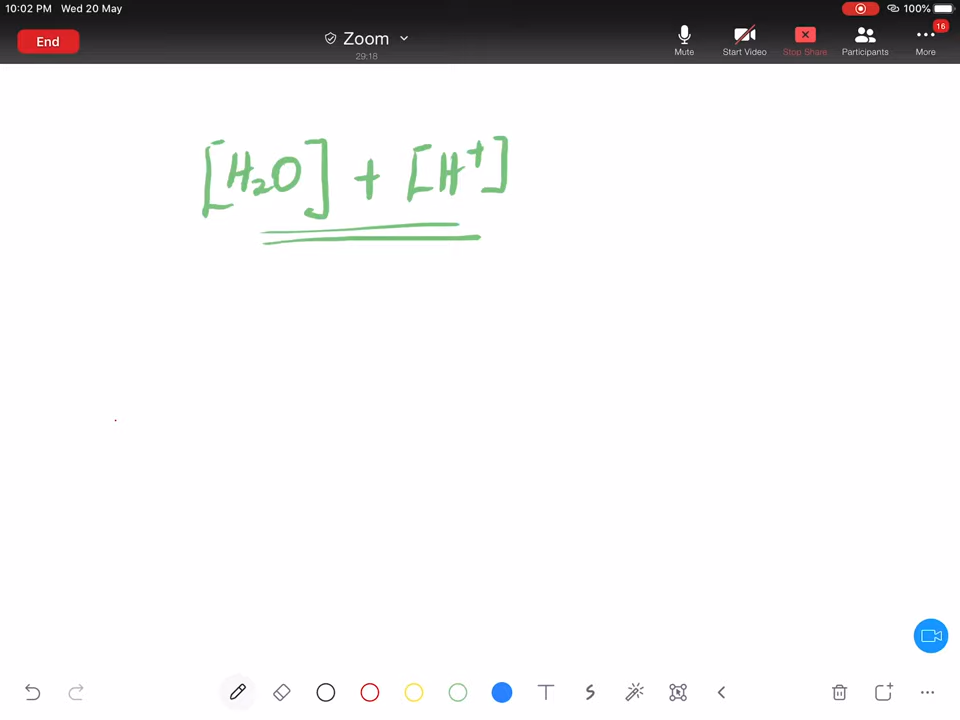 10:02 PM Wed 20 May
100%
End
Zoom
29:18
Mute
Start Video
Stop Share
Participants
16
More
[H₂O] + [H⁺]
T